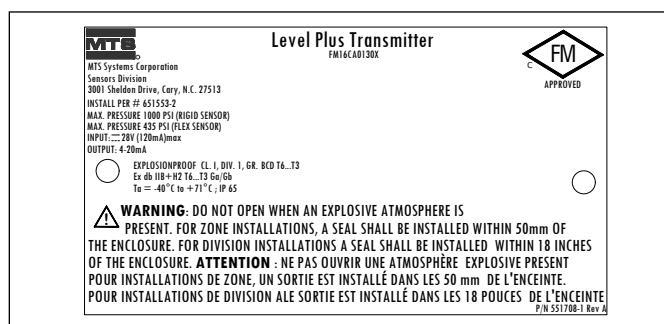 MTS
Level Plus Transmitter
FM16CA0130X
C FM
APPROVED
MTS Systems Corporation
Sensors Division
3001 Sheldon Drive, Cary, N.C. 27513
INSTALL PER # 651553-2
MAX. PRESSURE 1000 PSI (RIGID SENSOR)
MAX. PRESSURE 435 PSI (FLEX SENSOR)
INPUT: ⎓ 28V (120mA)max
OUTPUT: 4-20mA
EXPLOSIONPROOF CL. I, DIV. 1, GR. BCD T6...T3
Ex db IIB+H2 T6...T3 Ga/Gb
Ta = -40°C to +71°C ; IP 65
WARNING: DO NOT OPEN WHEN AN EXPLOSIVE ATMOSPHERE IS
PRESENT. FOR ZONE INSTALLATIONS, A SEAL SHALL BE INSTALLED WITHIN 50mm OF
THE ENCLOSURE. FOR DIVISION INSTALLATIONS A SEAL SHALL BE INSTALLED WITHIN 18 INCHES
OF THE ENCLOSURE. ATTENTION : NE PAS OUVRIR UNE ATMOSPHÈRE EXPLOSIVE PRESENT
POUR INSTALLATIONS DE ZONE, UN SORTIE EST INSTALLÉ DANS LES 50 mm DE L'ENCEINTE.
POUR INSTALLATIONS DE DIVISION ALE SORTIE EST INSTALLÉ DANS LES 18 POUCES DE L'ENCEINTE
P/N 551708-1 Rev A